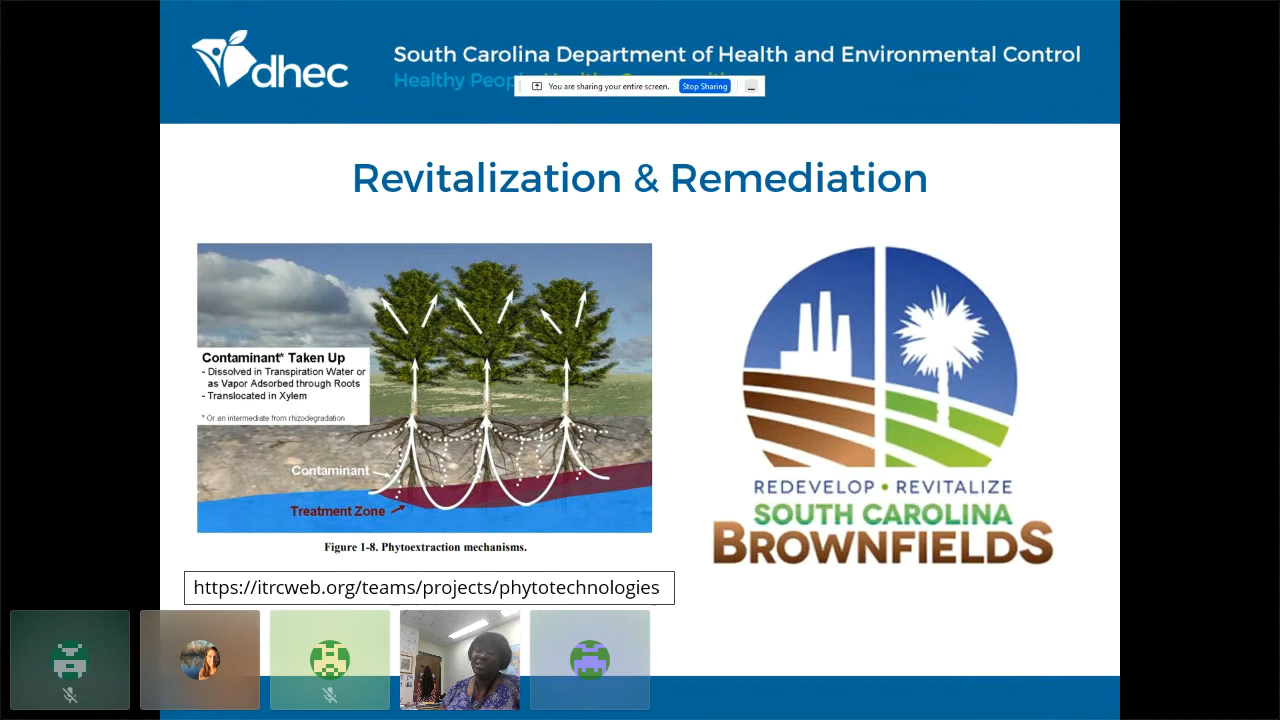 dhec
South Carolina Department of Health and Environmental Control
Healthy Peop
You are sharing your entire screen.
Stop Sharing
Revitalization & Remediation
Contaminant* Taken Up
- Dissolved in Transpiration Water or
as Vapor Adsorbed through Roots
- Translocated in Xylem
* Or an intermediate from rhizodegradation
Contaminant
Treatment Zone
Figure 1-8. Phytoextraction mechanisms.
https://itrcweb.org/teams/projects/phytotechnologies
REDEVELOP • REVITALIZE
SOUTH CAROLINA
BROWNFIELDS